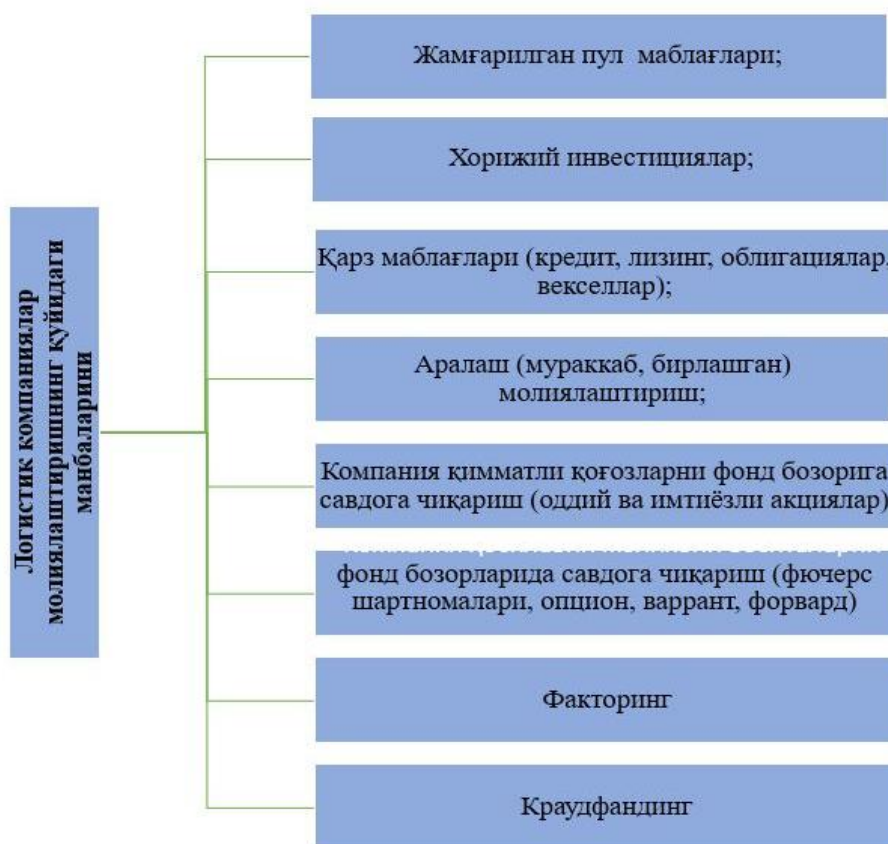 Логистик компаниялар
молиялаштиришнинг қуйидаги
манбаларини
Жамғарилган пул маблағлари;
Хорижий инвестициялар;
Қарз маблағлари (кредит, лизинг, облигациялар,
векселлар);
Аралаш (мураккаб, бирлашган)
молиялаштириш;
Компания қимматли қоғозларни фонд бозорига
савдога чиқариш (оддий ва имтиёзли акциялар)
фонд бозорларида савдога чиқариш (фючерс
шартномалари, опцион, варрант, форвард)
Факторинг
Краудфандинг